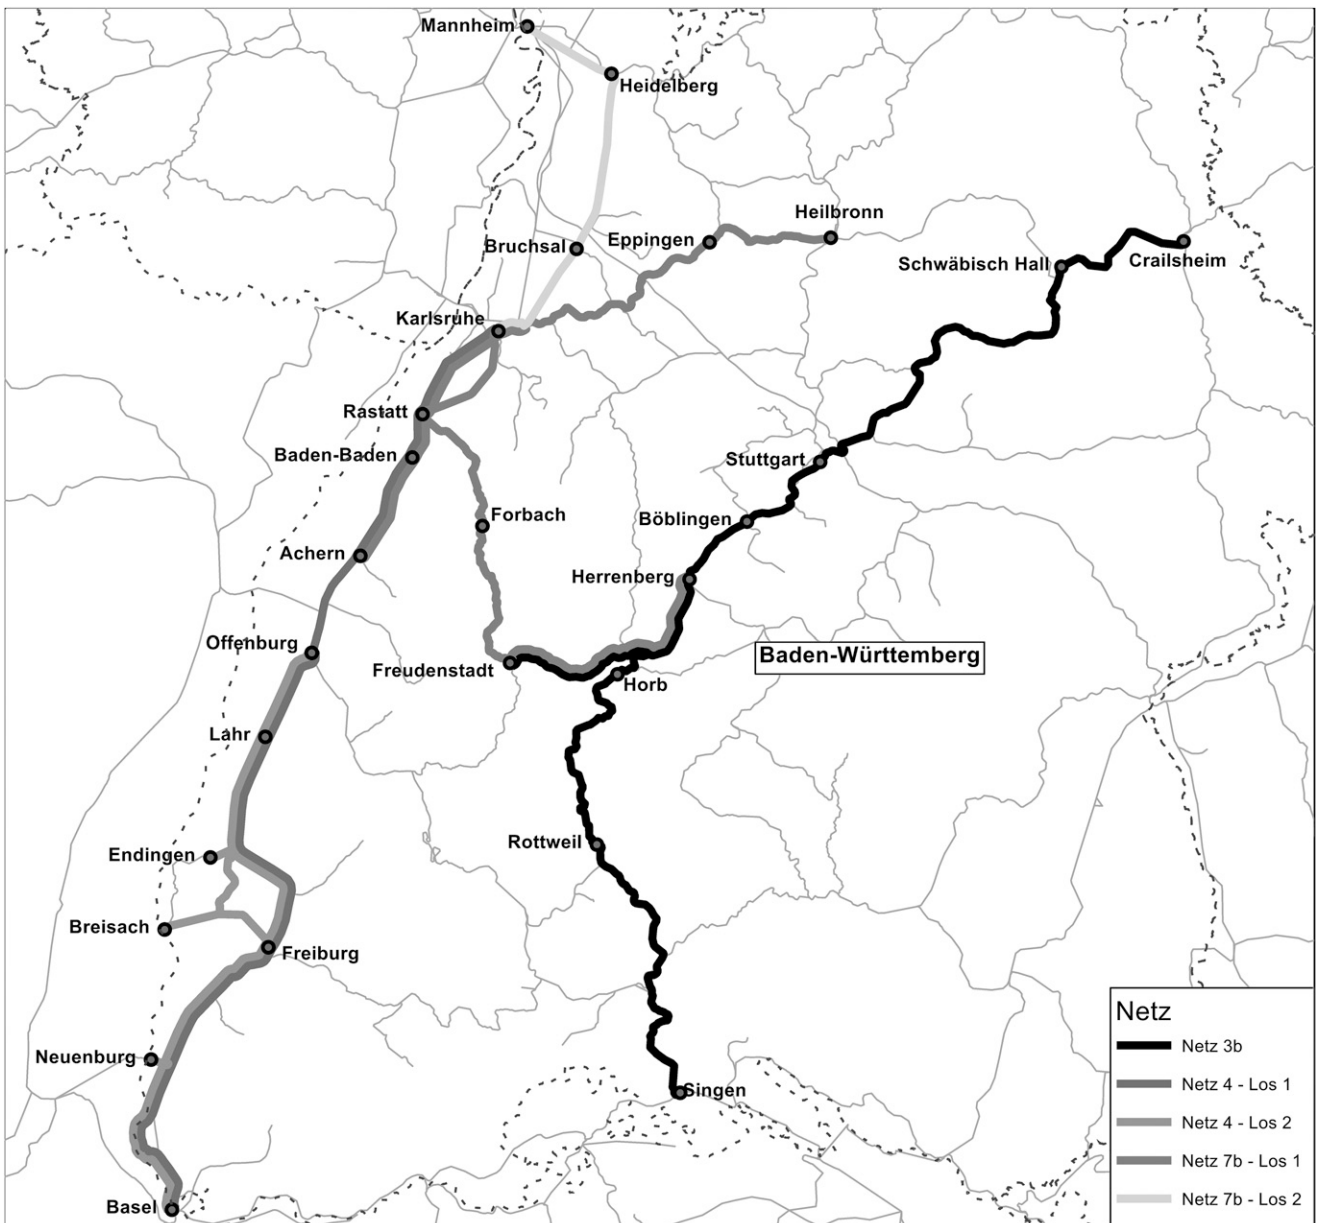 Mannheim
Heidelberg
Heilbronn
Eppingen
Bruchsal
Schwäbisch Hall
Crailsheim
Karlsruhe
Rastatt
Baden-Baden
Stuttgart
Forbach
Böblingen
Achern
Herrenberg
Offenburg
Baden-Württemberg
Freudenstadt
Horb
Lahr
Rottweil
Endingen
Breisach
Freiburg
Neuenburg
Singen
Basel
Netz
Netz 3b
Netz 4 - Los 1
Netz 4 - Los 2
Netz 7b - Los 1
Netz 7b - Los 2